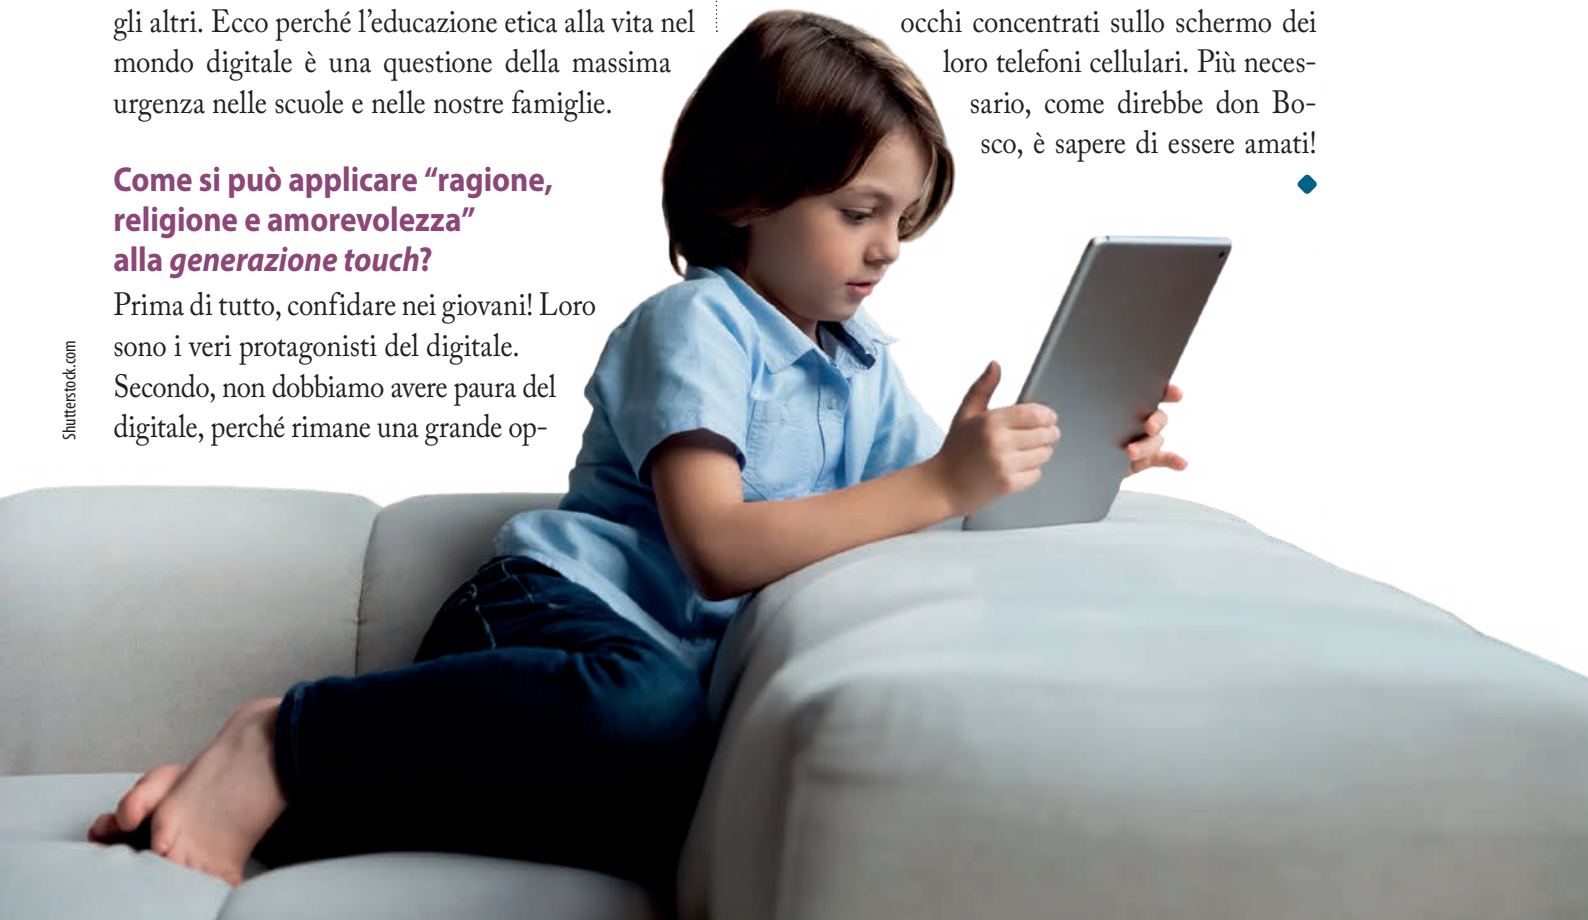 gli altri. Ecco perché l’educazione etica alla vita nel
mondo digitale è una questione della massima
urgenza nelle scuole e nelle nostre famiglie.
Come si può applicare “ragione,
religione e amorevolezza”
alla generazione touch?
Prima di tutto, confidare nei giovani! Loro
sono i veri protagonisti del digitale.
Secondo, non dobbiamo avere paura del
digitale, perché rimane una grande op-
occhi concentrati sullo schermo dei
loro telefoni cellulari. Più neces-
sario, come direbbe don Bo-
sco, è sapere di essere amati!
Shutterstock.com